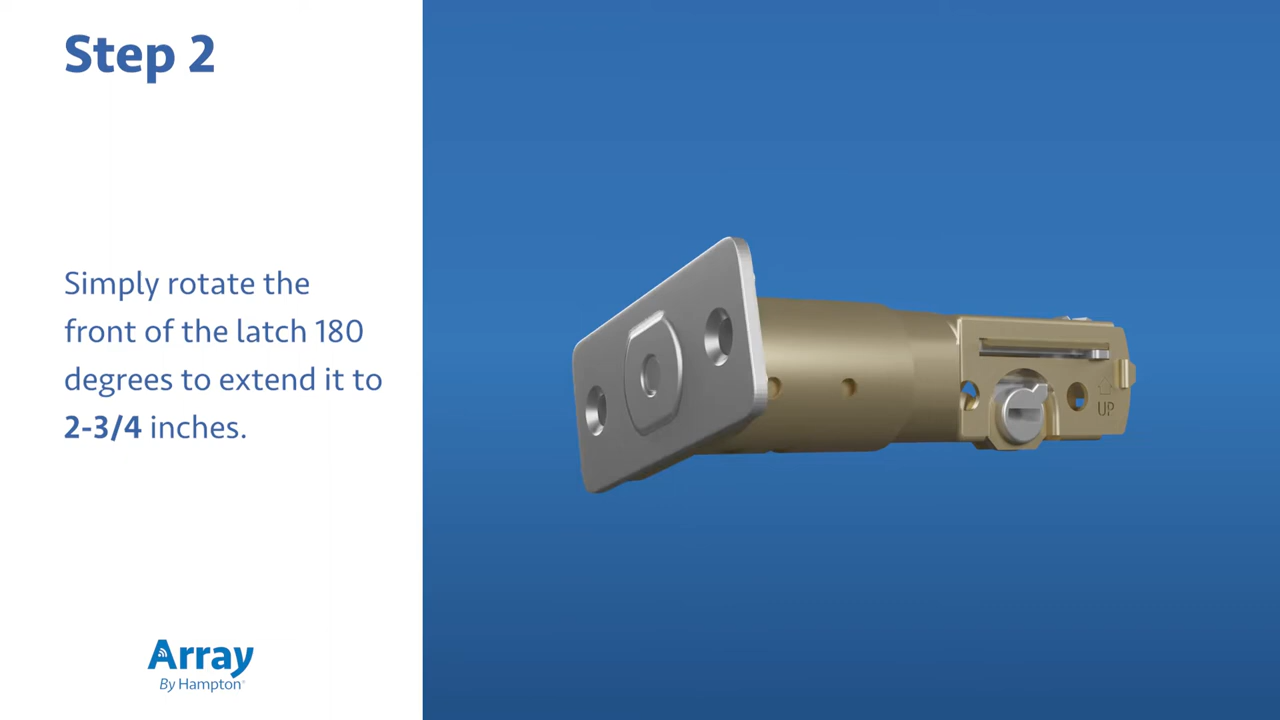 Step 2
Simply rotate the
front of the latch 180
degrees to extend it to
2-3/4 inches.
UP
Array
By Hampton